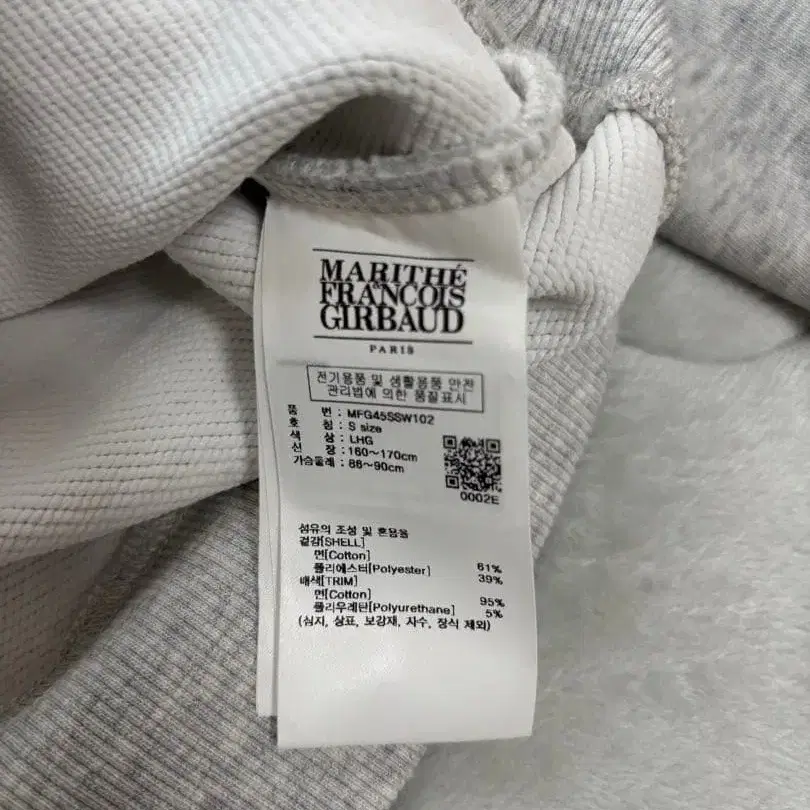 MARITHÉ
&
FRANCOIS
GIRBAUD
PARIS
전기용품 및 생활용품 안전
관리법에 의한 품질표시
품 번 : MFG45SSW102
호 칭 : S size
색 상 : LHG
신 장 : 160~170cm
가슴둘레 : 86~90cm
0002E
섬유의 조성 및 혼용율
겉감[SHELL]
면[Cotton] 61%
폴리에스터[Polyester] 39%
배색[TRIM]
면[Cotton] 95%
폴리우레탄[Polyurethane] 5%
(심지, 상표, 보강재, 자수, 장식 제외)